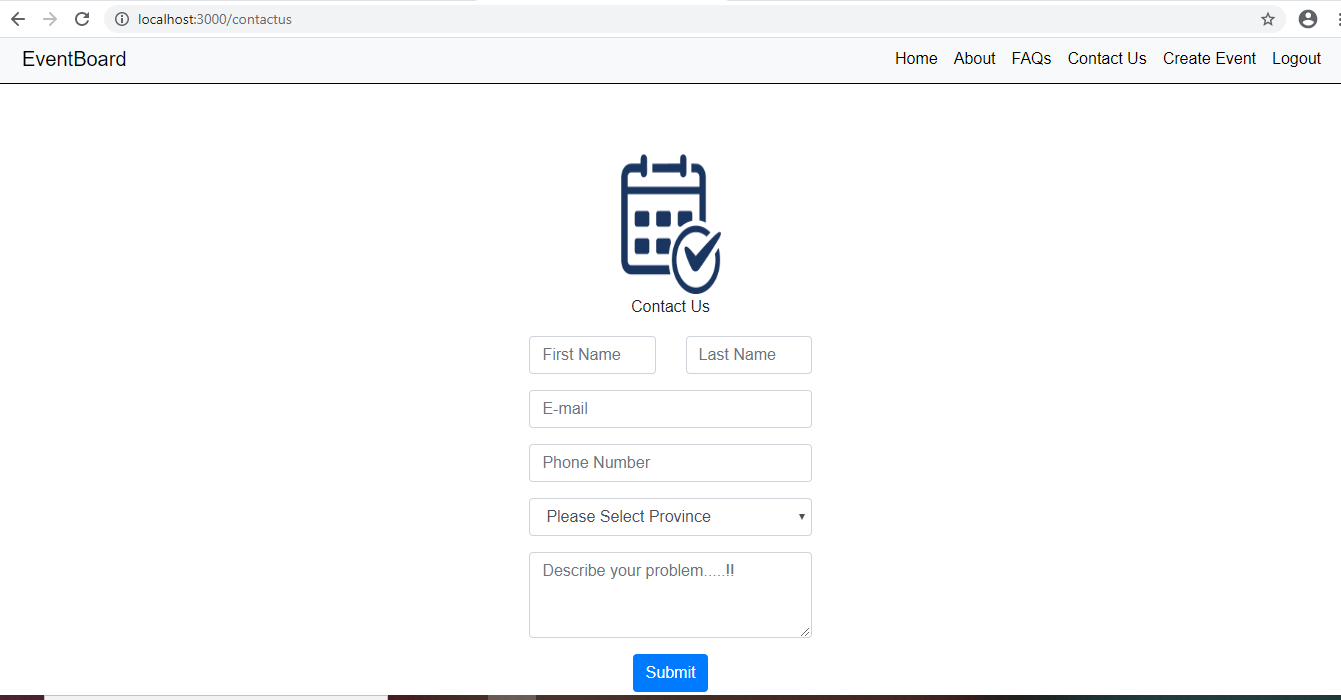 localhost:3000/contactus
EventBoard Home About FAQs Contact Us Create Event Logout
Contact Us
First Name Last Name
E-mail
Phone Number
Please Select Province
Describe your problem.....!!
Submit